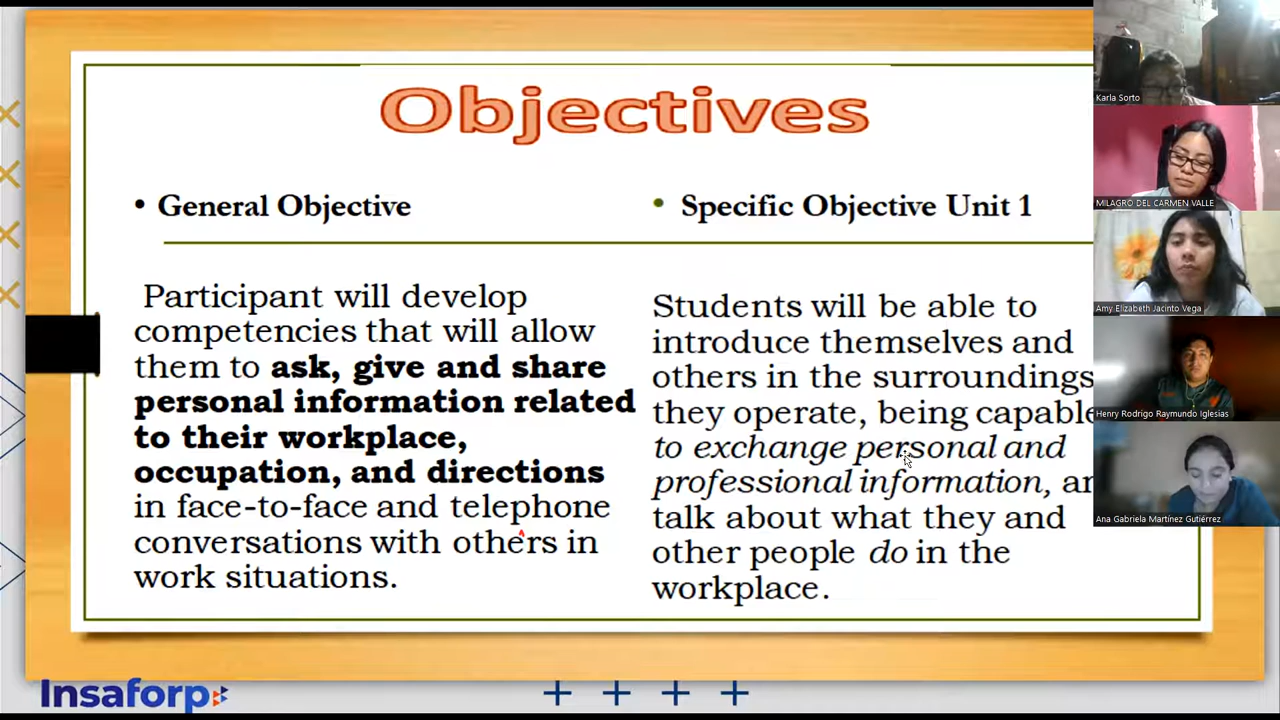 Objectives
• General Objective
Participant will develop
competencies that will allow
them to ask, give and share
personal information related
to their workplace,
occupation, and directions
in face-to-face and telephone
conversations with others in
work situations.
• Specific Objective Unit 1
Students will be able to
introduce themselves and
others in the surroundings
they operate, being capable
to exchange personal and
professional information,
talk about what they and
other people do in the
workplace.
Karla Sorto
MILAGRO DEL CARMEN VALLE
Amy Elizabeth Jacinto Vega
Henry Rodrigo Raymundo Iglesias
Ana Gabriela Martínez Gutiérrez
Insaforp